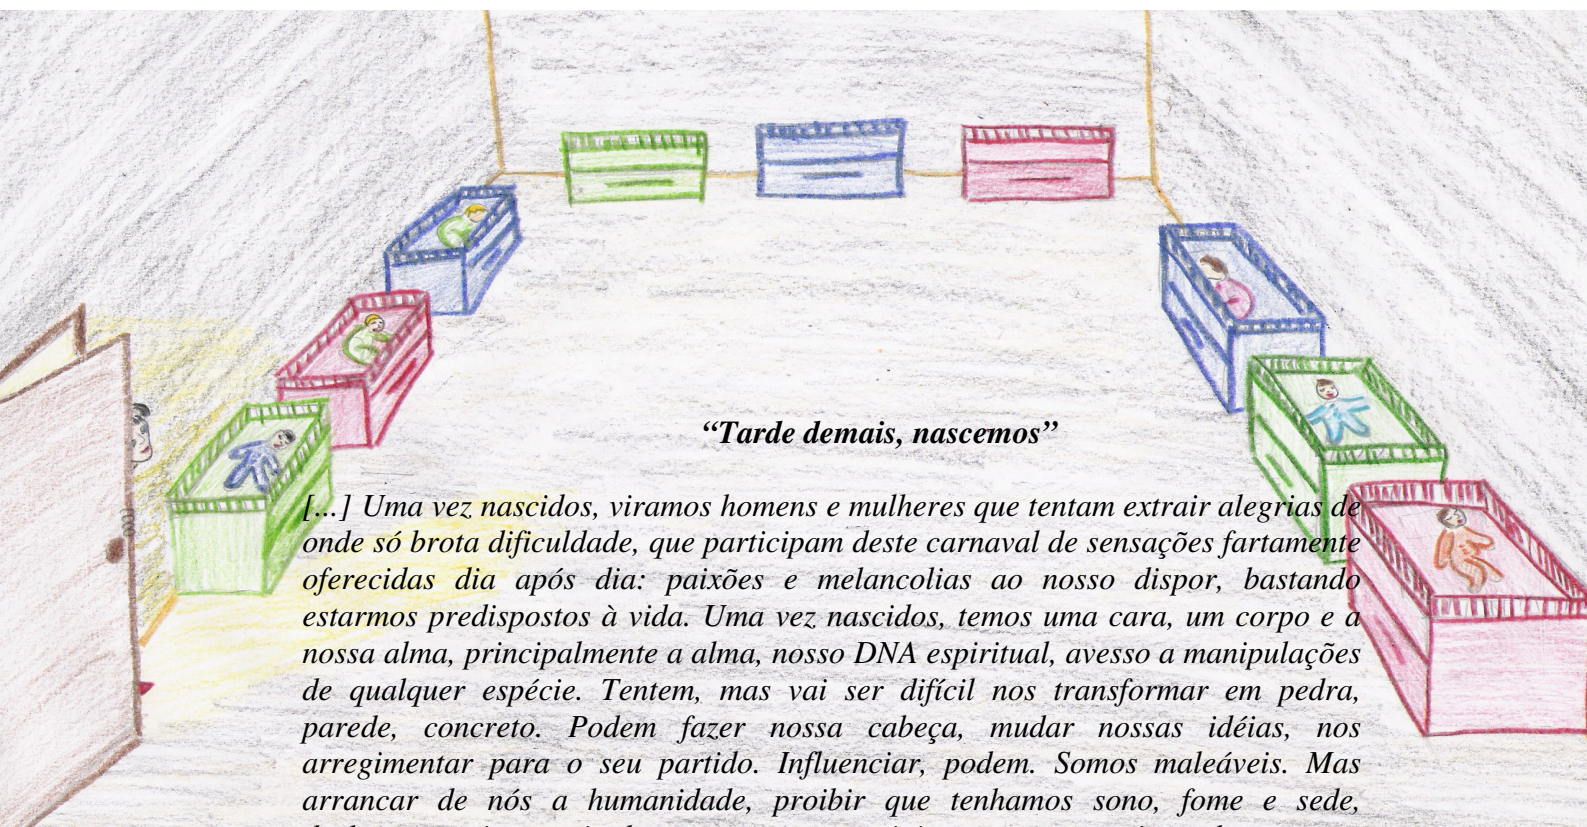 “Tarde demais, nascemos”
[...] Uma vez nascidos, viramos homens e mulheres que tentam extrair alegrias de
onde só brota dificuldade, que participam deste carnaval de sensações fartamente
oferecidas dia após dia: paixões e melancolias ao nosso dispor, bastando
estarmos predispostos à vida. Uma vez nascidos, temos uma cara, um corpo e a
nossa alma, principalmente a alma, nosso DNA espiritual, avesso a manipulações
de qualquer espécie. Tentem, mas vai ser difícil nos transformar em pedra,
parede, concreto. Podem fazer nossa cabeça, mudar nossas idéias, nos
arregimentar para o seu partido. Influenciar, podem. Somos maleáveis. Mas
arrancar de nós a humanidade, proibir que tenhamos sono, fome e sede,